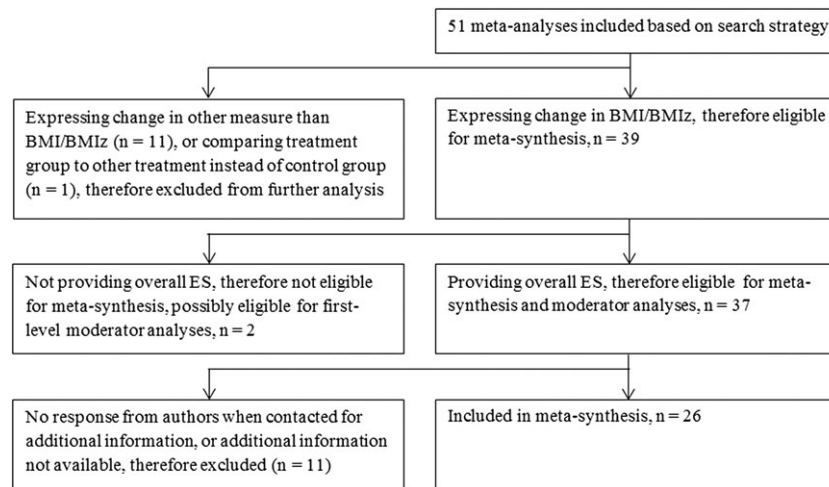 51 meta-analyses included based on search strategy
Expressing change in other measure than
BMI/BMIz (n = 11), or comparing treatment
group to other treatment instead of control group
(n = 1), therefore excluded from further analysis
Expressing change in BMI/BMIz, therefore eligible
for meta-synthesis, n = 39
Not providing overall ES, therefore not eligible
for meta-synthesis, possibly eligible for first-
level moderator analyses, n = 2
Providing overall ES, therefore eligible for meta-
synthesis and moderator analyses, n = 37
No response from authors when contacted for
additional information, or additional information
not available, therefore excluded (n = 11)
Included in meta-synthesis, n = 26